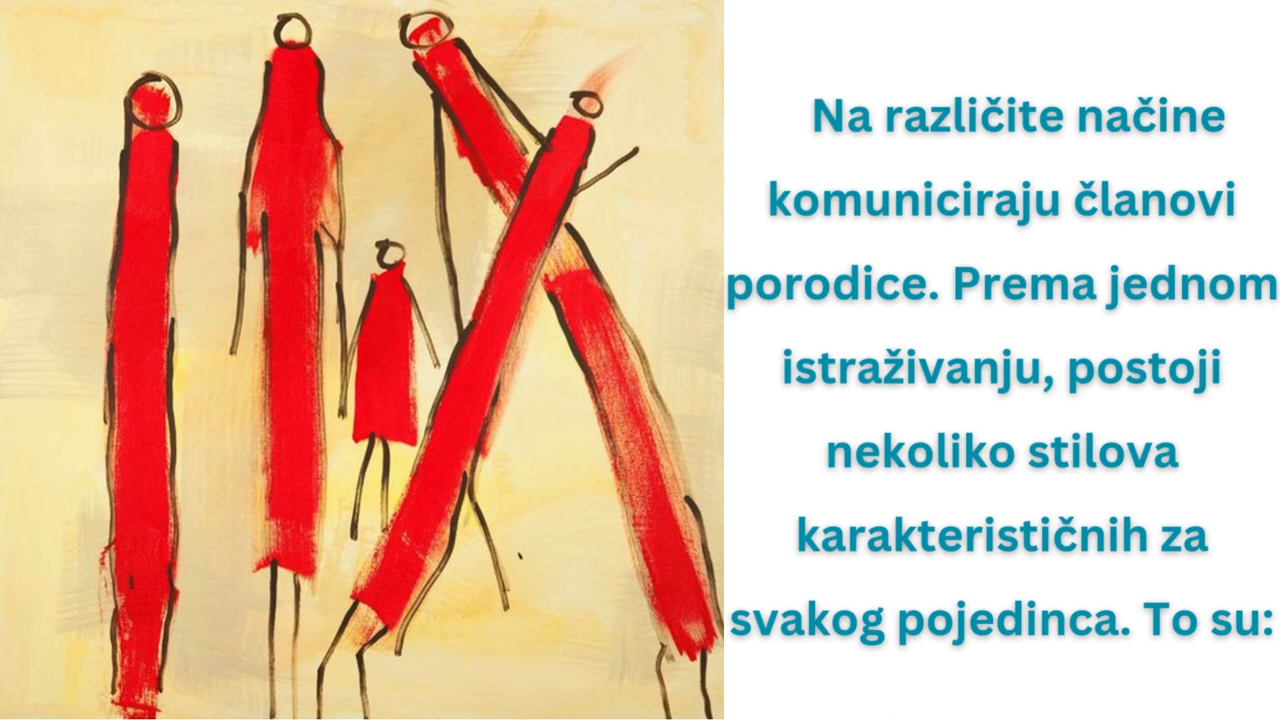 Na različite načine
komuniciraju članovi
porodice. Prema jednom
istraživanju, postoji
nekoliko stilova
karakterističnih za
svakog pojedinca. To su: